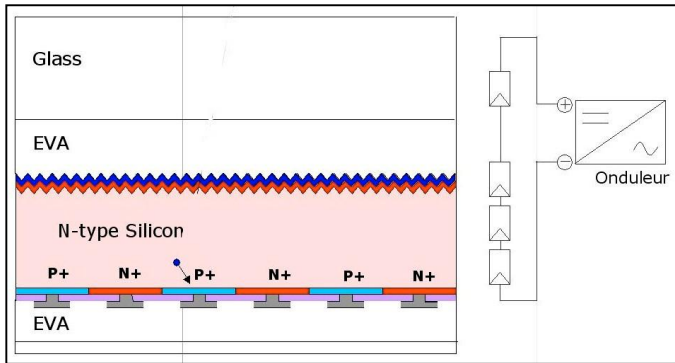 Glass
EVA
N-type Silicon
P+ N+ P+ N+ P+ N+
EVA
+
−
Onduleur